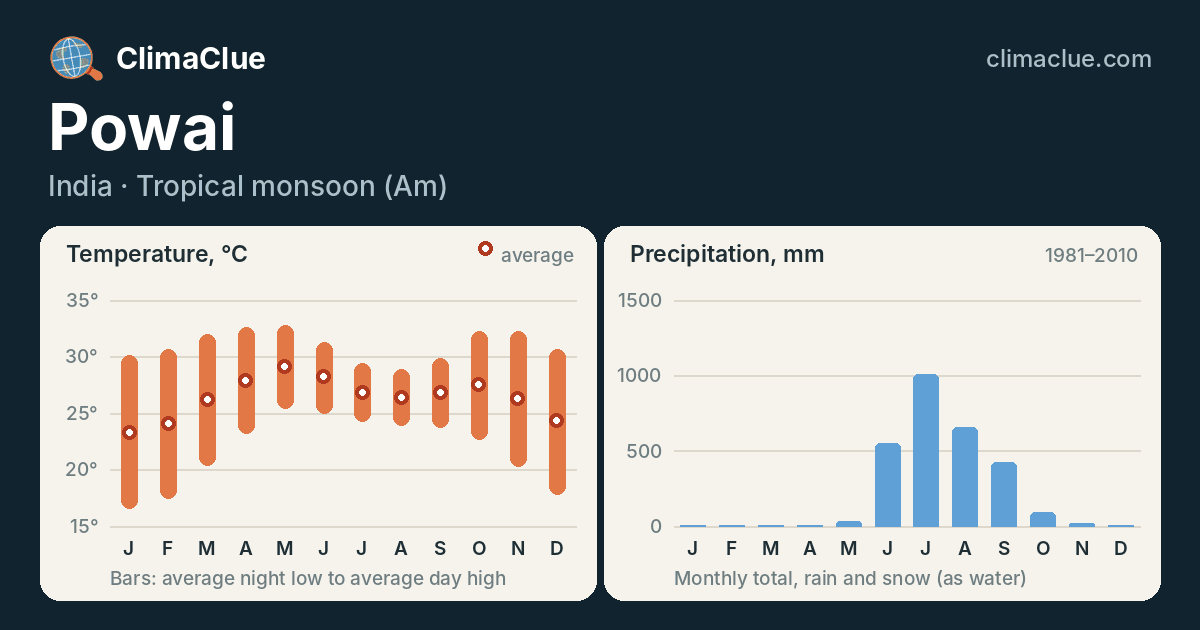 ClimaClue
climaclue.com
Powai
India · Tropical monsoon (Am)
Temperature, °C
average
35°
30°
25°
20°
15°
J F M A M J J A S O N D
Bars: average night low to average day high
Precipitation, mm
1981–2010
1500
1000
500
0
J F M A M J J A S O N D
Monthly total, rain and snow (as water)